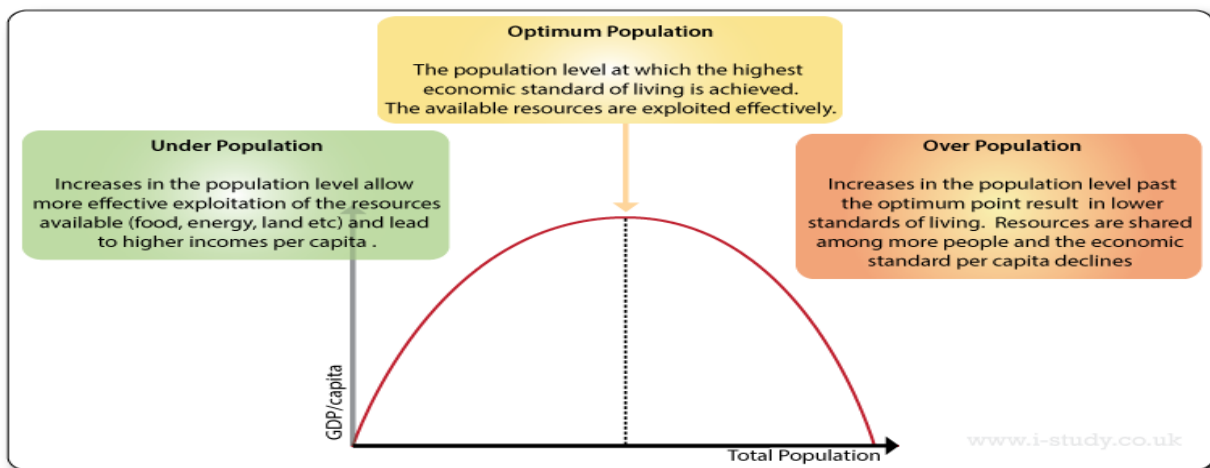 Optimum Population
The population level at which the highest
economic standard of living is achieved.
The available resources are exploited effectively.
Under Population
Increases in the population level allow
more effective exploitation of the resources
available (food, energy, land etc) and lead
to higher incomes per capita .
Over Population
Increases in the population level past
the optimum point result in lower
standards of living. Resources are shared
among more people and the economic
standard per capita declines
GDP/capita
Total Population
www.i-study.co.uk